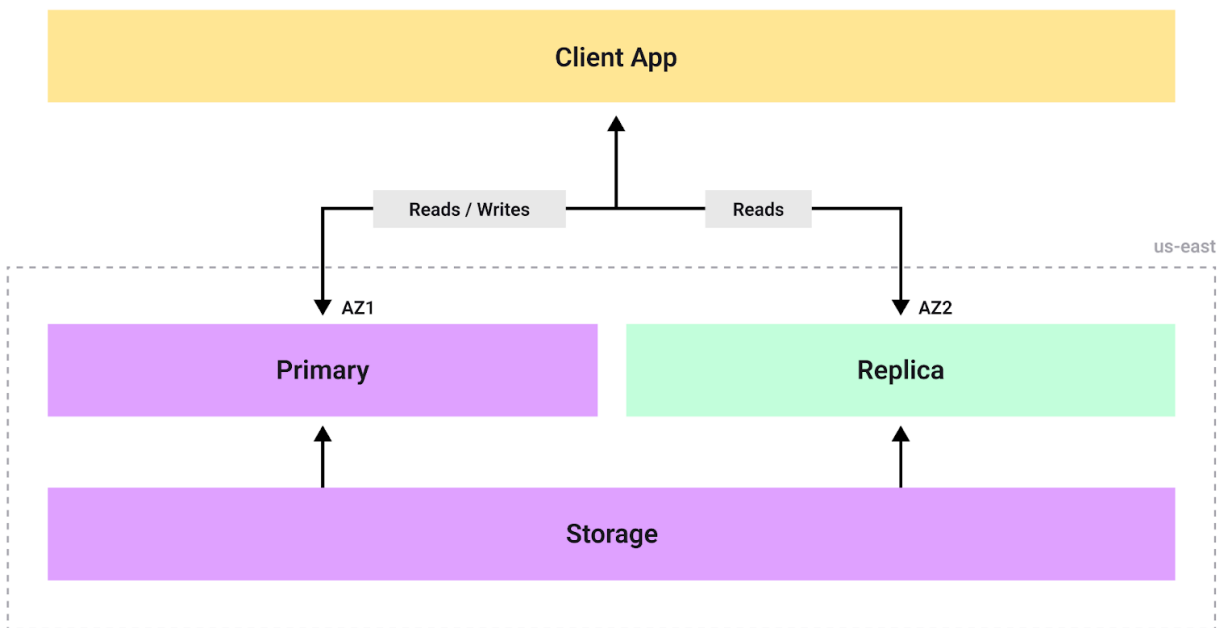 Client App
Reads / Writes
Reads
us-east
AZ1
AZ2
Primary
Replica
Storage